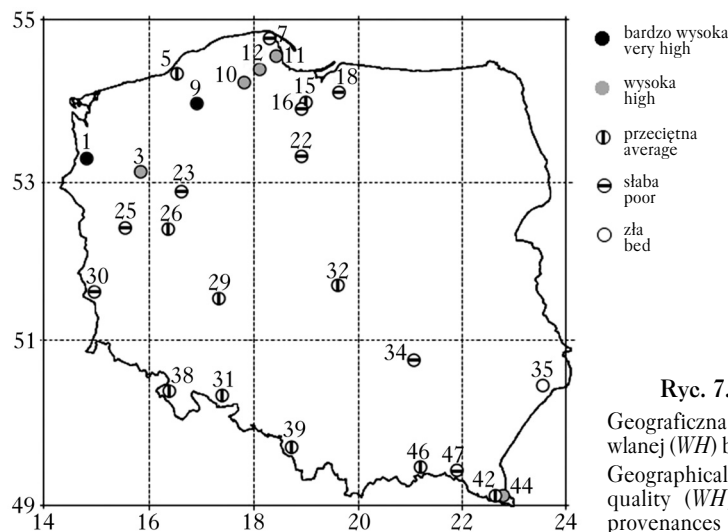 55
53
51
49
14
16
18
20
22
24
7
12
11
5
10
9
15
18
16
1
3
22
23
25
26
30
29
32
34
35
38
31
39
46
47
42
44
bardzo wysoka
very high
wysoka
high
przeciętna
average
słaba
poor
zła
bed
Ryc. 7.
Geograficzna
wlanej (WH) b
Geographical
quality (WH
provenances